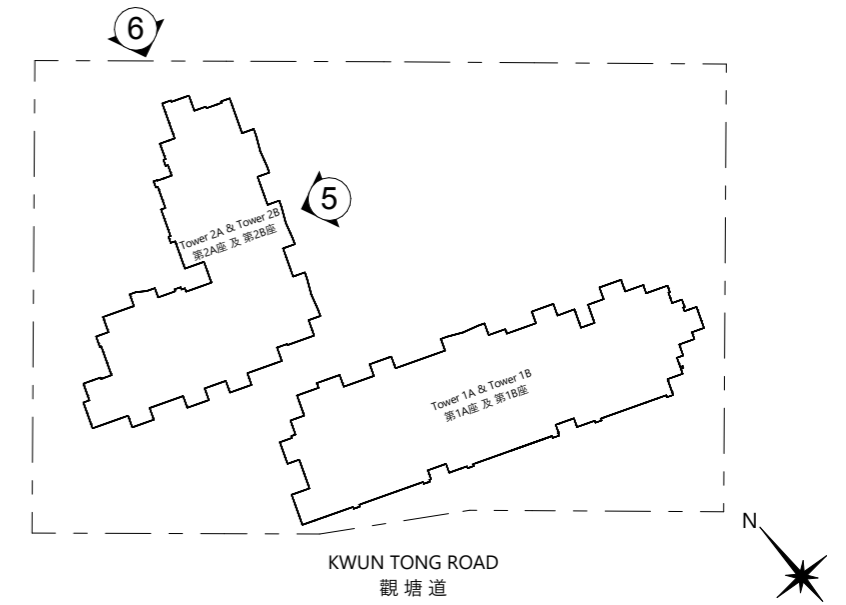 6
5
Tower 2A & Tower 2B
第2A座 及 第2B座
Tower 1A & Tower 1B
第1A座 及 第1B座
N
KWUN TONG ROAD
觀塘道